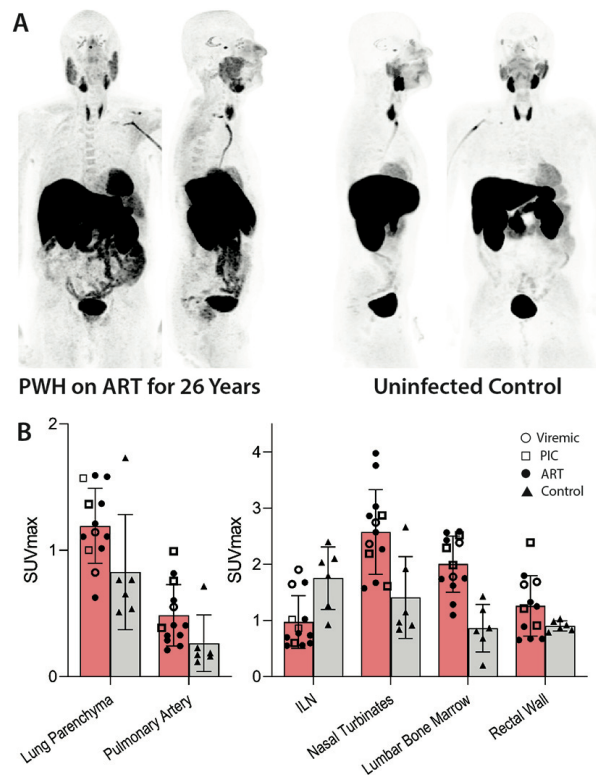 A
PWH on ART for 26 Years
Uninfected Control
B
2
1
0
SUVmax
Lung Parenchyma
Pulmonary Artery
4
3
2
1
0
SUVmax
Viremic
PIC
ART
Control
ILN
Nasal Turbinates
Lumbar Bone Marrow
Rectal Wall